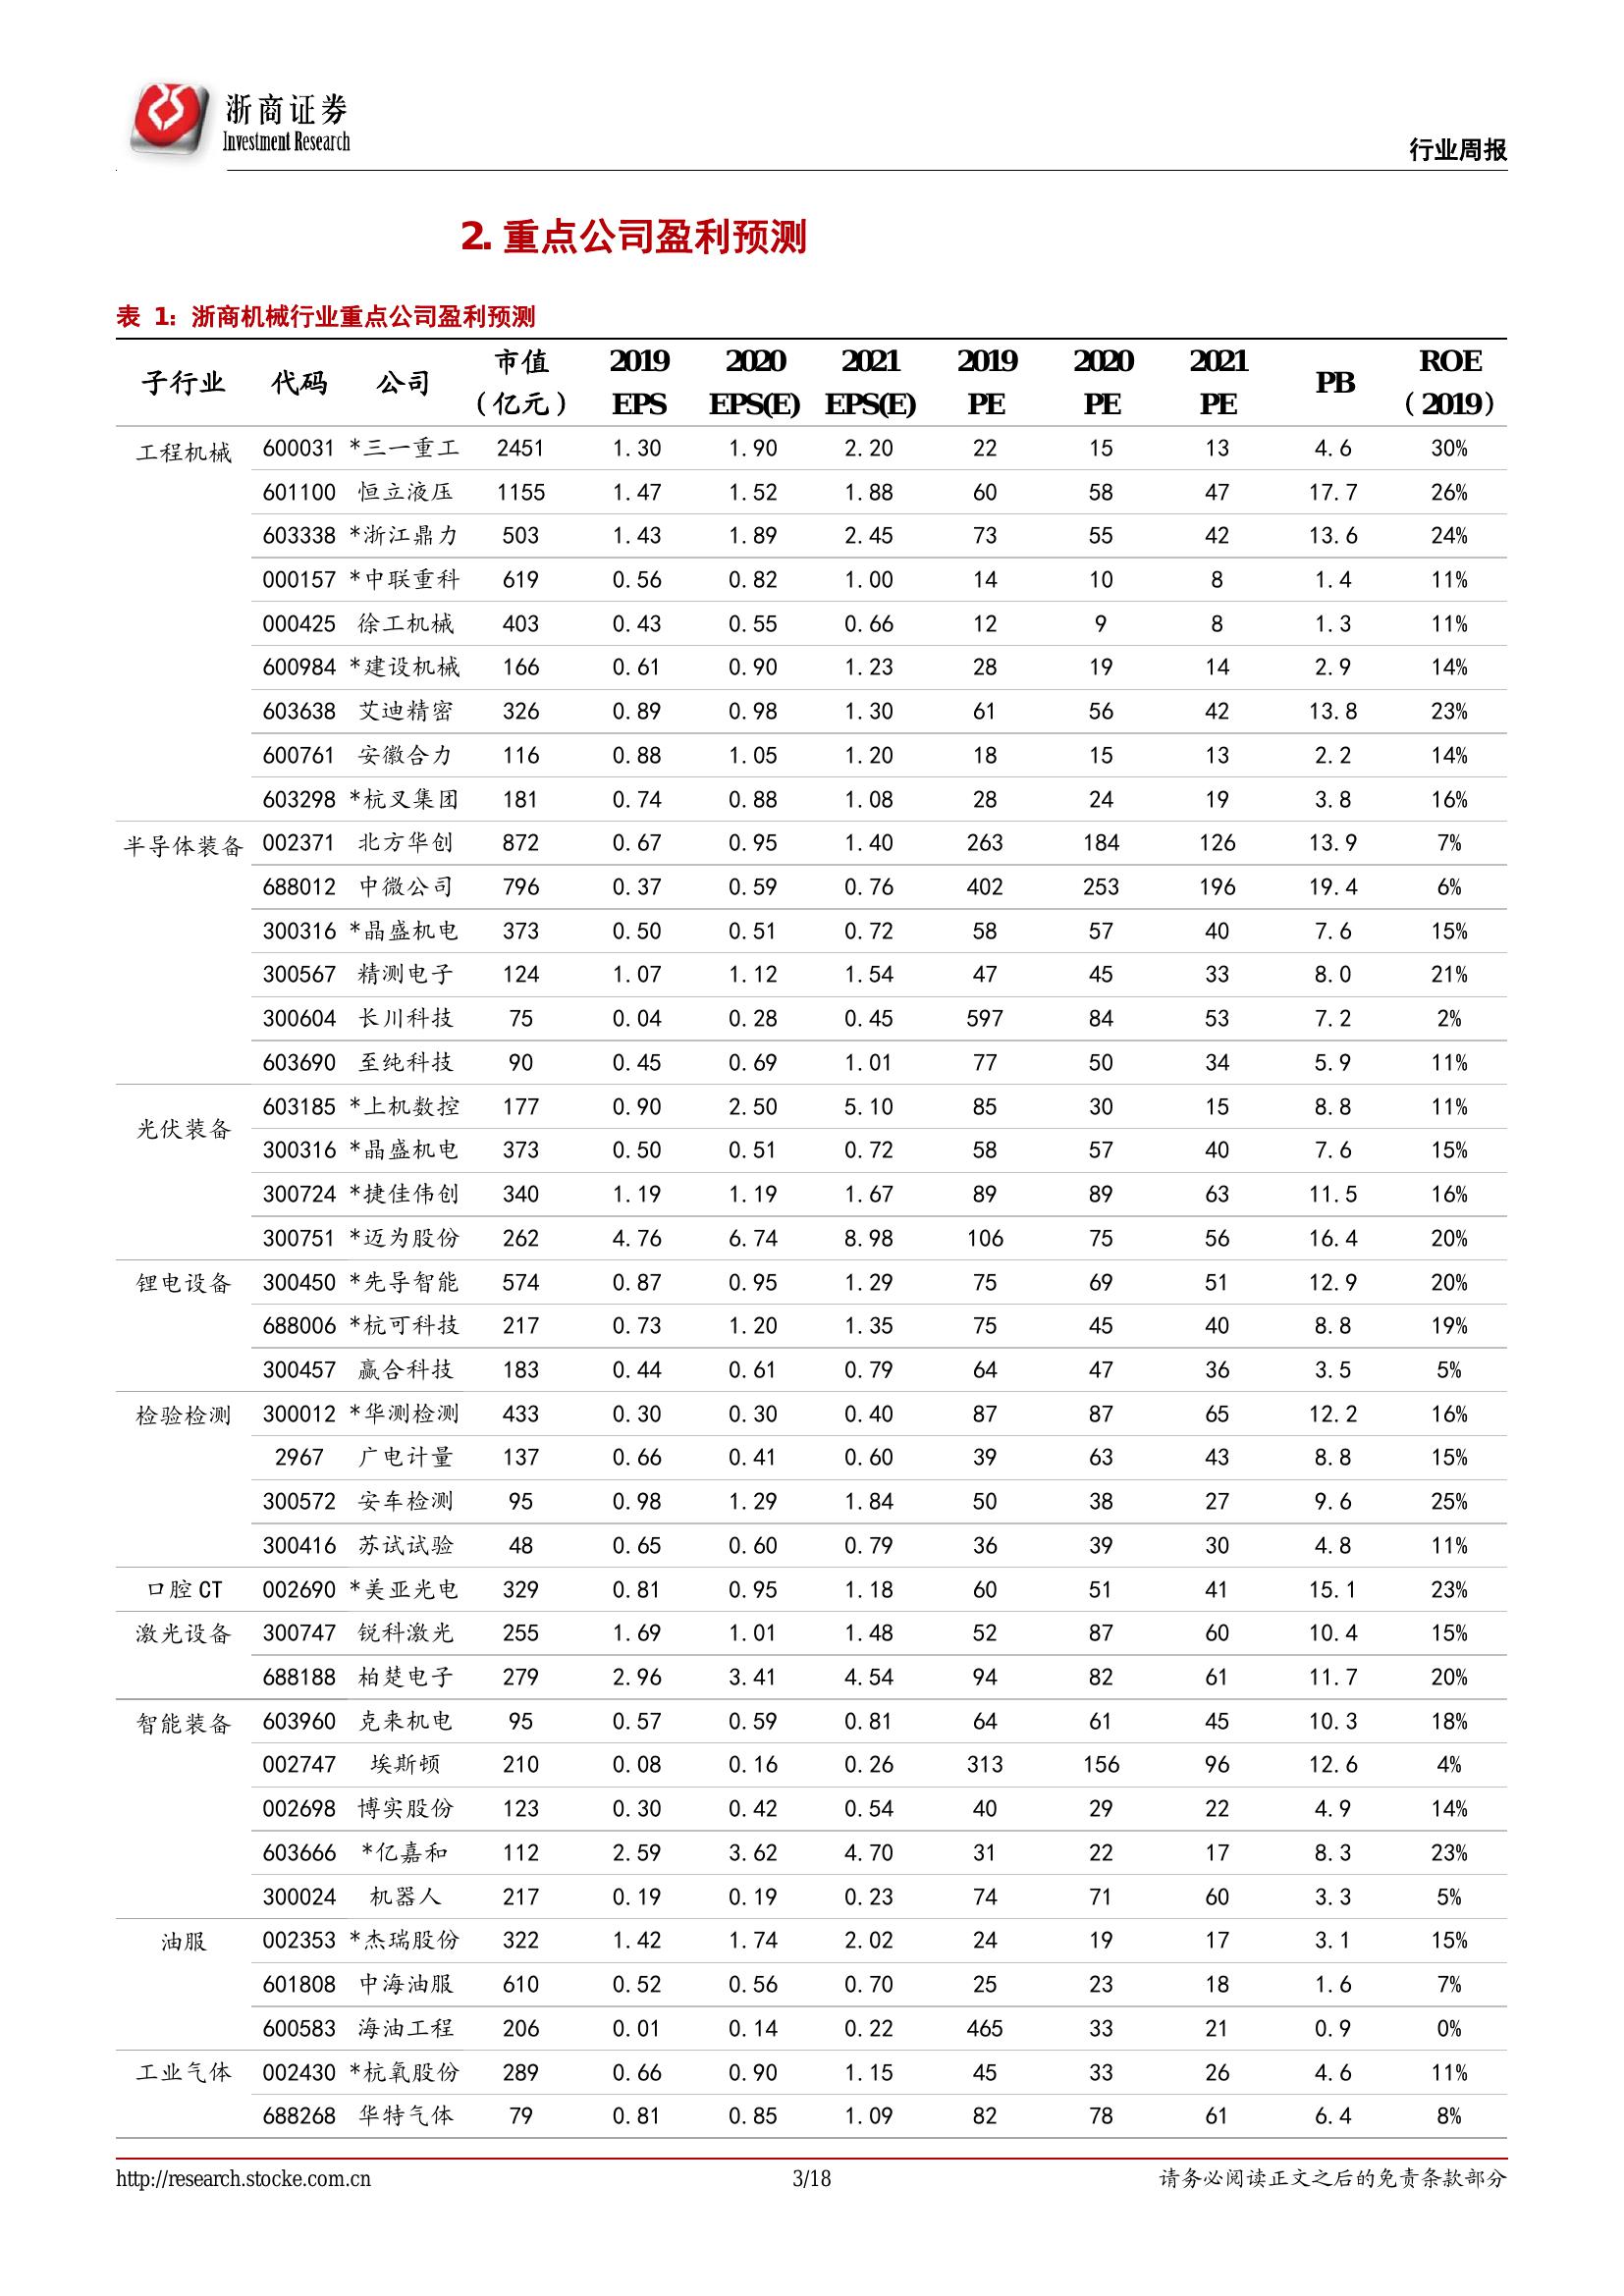 浙商证券
Investment Research
行业周报
2. 重点公司盈利预测
表 1: 浙商机械行业重点公司盈利预测
子行业 代码 公司 市值（亿元） 2019 EPS 2020 EPS(E) 2021 EPS(E) 2019 PE 2020 PE 2021 PE PB ROE（2019）
工程机械 600031 *三一重工 2451 1.30 1.90 2.20 22 15 13 4.6 30%
601100 恒立液压 1155 1.47 1.52 1.88 60 58 47 17.7 26%
603338 *浙江鼎力 503 1.43 1.89 2.45 73 55 42 13.6 24%
000157 *中联重科 619 0.56 0.82 1.00 14 10 8 1.4 11%
000425 徐工机械 403 0.43 0.55 0.66 12 9 8 1.3 11%
600984 *建设机械 166 0.61 0.90 1.23 28 19 14 2.9 14%
603638 艾迪精密 326 0.89 0.98 1.30 61 56 42 13.8 23%
600761 安徽合力 116 0.88 1.05 1.20 18 15 13 2.2 14%
603298 *杭叉集团 181 0.74 0.88 1.08 28 24 19 3.8 16%
半导体装备 002371 北方华创 872 0.67 0.95 1.40 263 184 126 13.9 7%
688012 中微公司 796 0.37 0.59 0.76 402 253 196 19.4 6%
300316 *晶盛机电 373 0.50 0.51 0.72 58 57 40 7.6 15%
300567 精测电子 124 1.07 1.12 1.54 47 45 33 8.0 21%
300604 长川科技 75 0.04 0.28 0.45 597 84 53 7.2 2%
603690 至纯科技 90 0.45 0.69 1.01 77 50 34 5.9 11%
光伏装备 603185 *上机数控 177 0.90 2.50 5.10 85 30 15 8.8 11%
300316 *晶盛机电 373 0.50 0.51 0.72 58 57 40 7.6 15%
300724 *捷佳伟创 340 1.19 1.19 1.67 89 89 63 11.5 16%
300751 *迈为股份 262 4.76 6.74 8.98 106 75 56 16.4 20%
锂电设备 300450 *先导智能 574 0.87 0.95 1.29 75 69 51 12.9 20%
688006 *杭可科技 217 0.73 1.20 1.35 75 45 40 8.8 19%
300457 赢合科技 183 0.44 0.61 0.79 64 47 36 3.5 5%
检验检测 300012 *华测检测 433 0.30 0.30 0.40 87 87 65 12.2 16%
2967 广电计量 137 0.66 0.41 0.60 39 63 43 8.8 15%
300572 安车检测 95 0.98 1.29 1.84 50 38 27 9.6 25%
300416 苏试试验 48 0.65 0.60 0.79 36 39 30 4.8 11%
口腔 CT 002690 *美亚光电 329 0.81 0.95 1.18 60 51 41 15.1 23%
激光设备 300747 锐科激光 255 1.69 1.01 1.48 52 87 60 10.4 15%
688188 柏楚电子 279 2.96 3.41 4.54 94 82 61 11.7 20%
智能装备 603960 克来机电 95 0.57 0.59 0.81 64 61 45 10.3 18%
002747 埃斯顿 210 0.08 0.16 0.26 313 156 96 12.6 4%
002698 博实股份 123 0.30 0.42 0.54 40 29 22 4.9 14%
603666 *亿嘉和 112 2.59 3.62 4.70 31 22 17 8.3 23%
300024 机器人 217 0.19 0.19 0.23 74 71 60 3.3 5%
油服 002353 *杰瑞股份 322 1.42 1.74 2.02 24 19 17 3.1 15%
601808 中海油服 610 0.52 0.56 0.70 25 23 18 1.6 7%
600583 海油工程 206 0.01 0.14 0.22 465 33 21 0.9 0%
工业气体 002430 *杭氧股份 289 0.66 0.90 1.15 45 33 26 4.6 11%
688268 华特气体 79 0.81 0.85 1.09 82 78 61 6.4 8%
http://research.stocke.com.cn 3/18 请务必阅读正文之后的免责条款部分